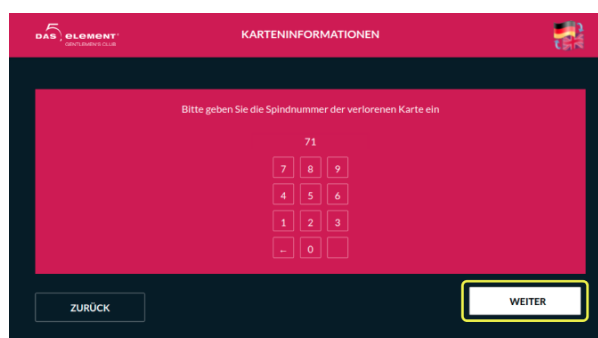 DAS 5. eLement
GENTLEMEN'S CLUB
KARTENINFORMATIONEN
Bitte geben Sie die Spindnummer der verlorenen Karte ein
71
7 8 9
4 5 6
1 2 3
← 0
ZURÜCK
WEITER